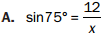 A. sin75° = 12/x